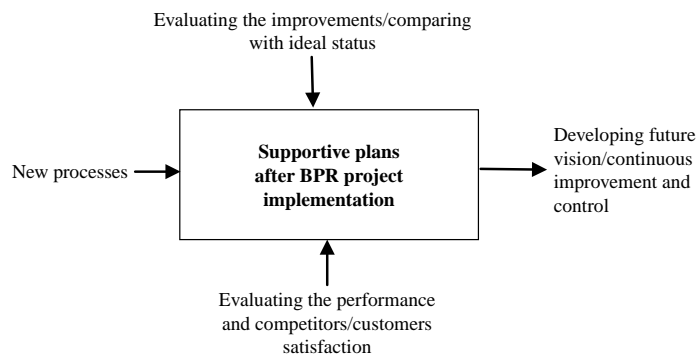 Evaluating the improvements/comparing
with ideal status
New processes
Supportive plans
after BPR project
implementation
Developing future
vision/continuous
improvement and
control
Evaluating the performance
and competitors/customers
satisfaction